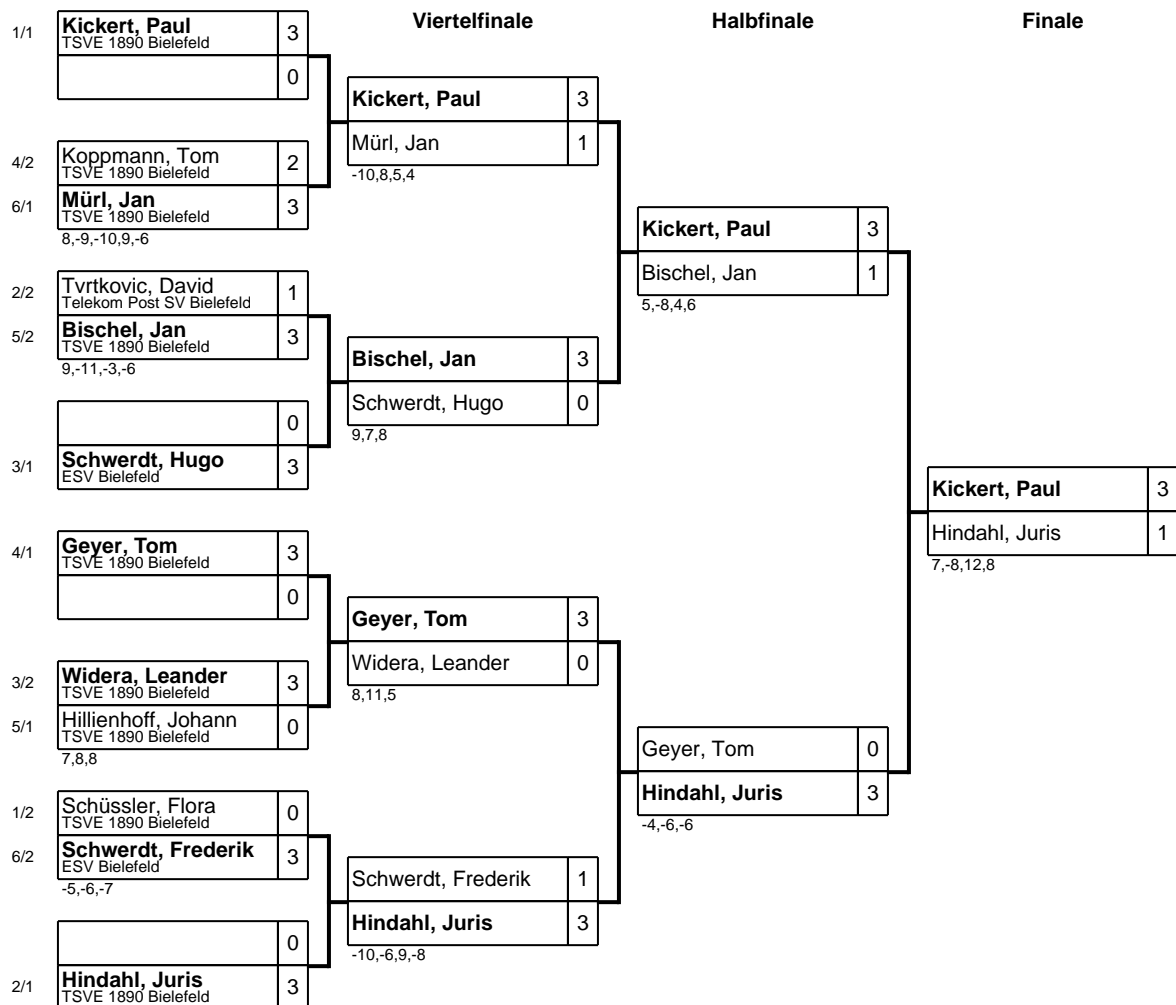 Viertelfinale
Halbfinale
Finale
1/1 Kickert, Paul 3
TSVE 1890 Bielefeld
0
4/2 Koppmann, Tom 2
TSVE 1890 Bielefeld
6/1 Mürl, Jan 3
TSVE 1890 Bielefeld
8,-9,-10,9,-6
2/2 Tvrtkovic, David 1
Telekom Post SV Bielefeld
5/2 Bischel, Jan 3
TSVE 1890 Bielefeld
9,-11,-3,-6
0
3/1 Schwerdt, Hugo 3
ESV Bielefeld
4/1 Geyer, Tom 3
TSVE 1890 Bielefeld
0
3/2 Widera, Leander 3
TSVE 1890 Bielefeld
5/1 Hillienhoff, Johann 0
TSVE 1890 Bielefeld
7,8,8
1/2 Schüssler, Flora 0
TSVE 1890 Bielefeld
6/2 Schwerdt, Frederik 3
ESV Bielefeld
-5,-6,-7
0
2/1 Hindahl, Juris 3
TSVE 1890 Bielefeld
Kickert, Paul 3
Mürl, Jan 1
-10,8,5,4
Bischel, Jan 3
Schwerdt, Hugo 0
9,7,8
Geyer, Tom 3
Widera, Leander 0
8,11,5
Schwerdt, Frederik 1
Hindahl, Juris 3
-10,-6,9,-8
Kickert, Paul 3
Bischel, Jan 1
5,-8,4,6
Geyer, Tom 0
Hindahl, Juris 3
-4,-6,-6
Kickert, Paul 3
Hindahl, Juris 1
7,-8,12,8